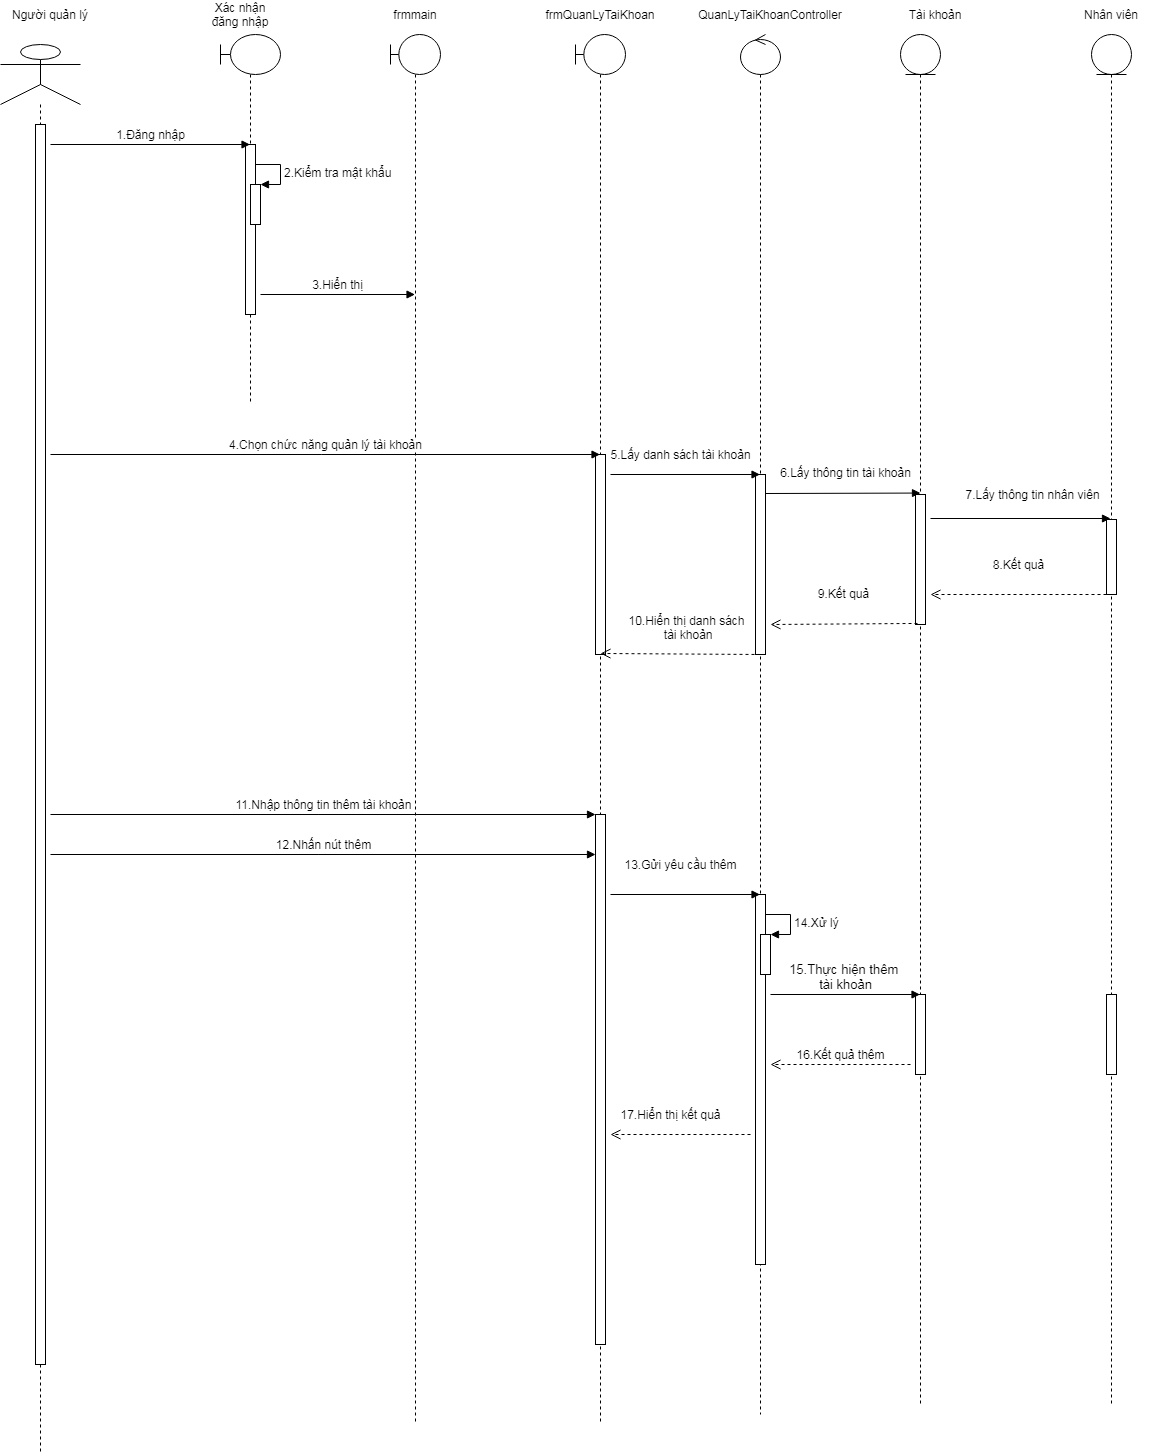 Người quản lý
Xác nhận
đăng nhập
frmmain
frmQuanLyTaiKhoan
QuanLyTaiKhoanController
Tài khoản
Nhân viên
1.Đăng nhập
2.Kiểm tra mật khẩu
3.Hiển thị
4.Chọn chức năng quản lý tài khoản
5.Lấy danh sách tài khoản
6.Lấy thông tin tài khoản
7.Lấy thông tin nhân viên
8.Kết quả
9.Kết quả
10.Hiển thị danh sách
tài khoản
11.Nhập thông tin thêm tài khoản
12.Nhấn nút thêm
13.Gửi yêu cầu thêm
14.Xử lý
15.Thực hiện thêm
tài khoản
16.Kết quả thêm
17.Hiển thị kết quả